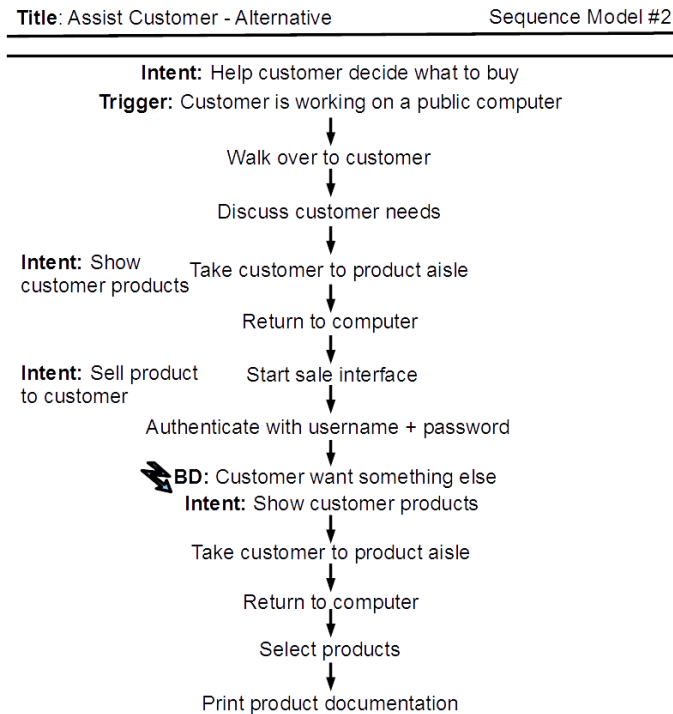 Title: Assist Customer - Alternative
Sequence Model #2
Intent: Help customer decide what to buy
Trigger: Customer is working on a public computer
Walk over to customer
Discuss customer needs
Intent: Show
customer products
Take customer to product aisle
Return to computer
Intent: Sell product
to customer
Start sale interface
Authenticate with username + password
BD: Customer want something else
Intent: Show customer products
Take customer to product aisle
Return to computer
Select products
Print product documentation